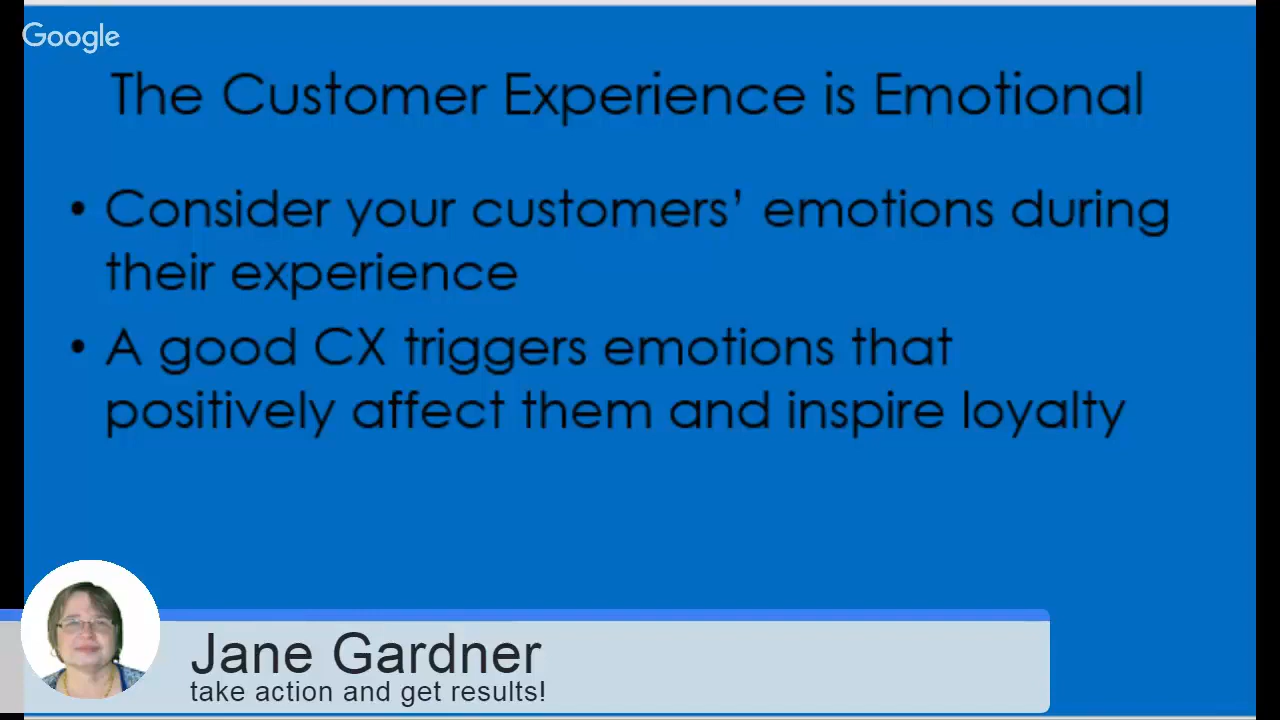 Google
The Customer Experience is Emotional
• Consider your customers’ emotions during
their experience
• A good CX triggers emotions that
positively affect them and inspire loyalty
Jane Gardner
take action and get results!